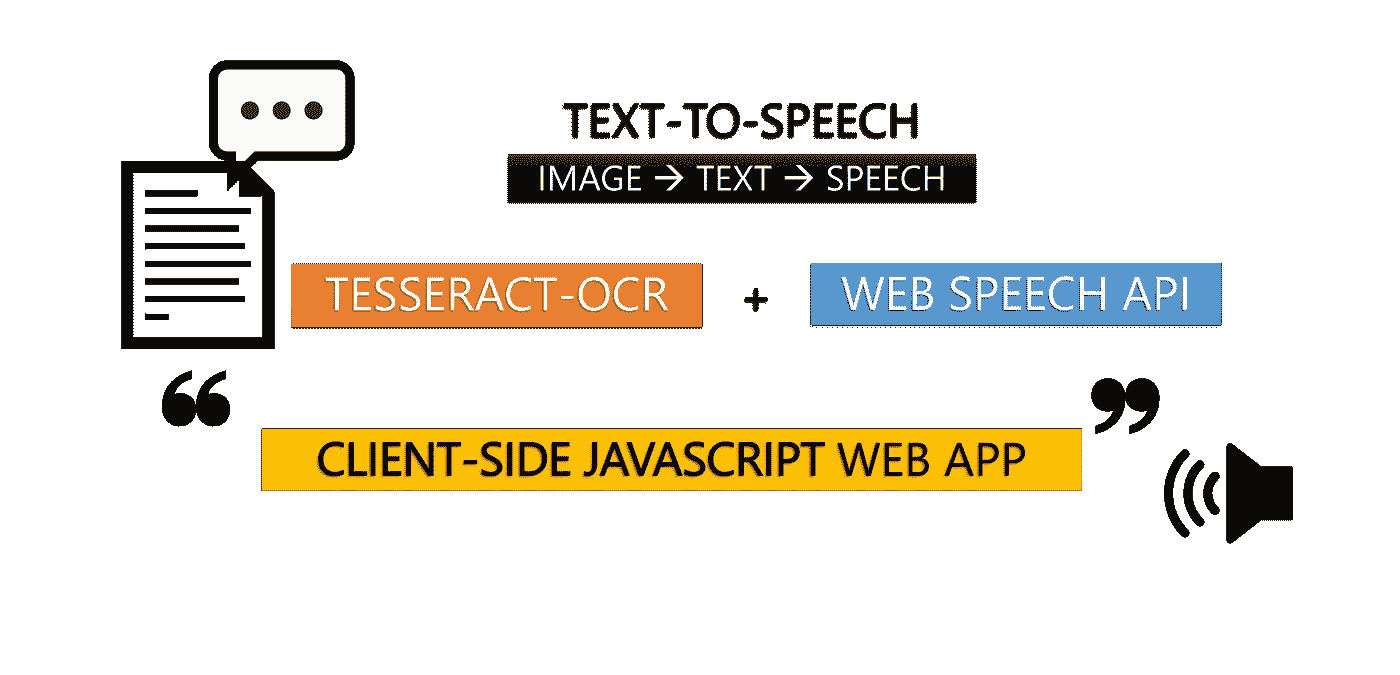 TEXT-TO-SPEECH
IMAGE → TEXT → SPEECH
TESSERACT-OCR + WEB SPEECH API
“
”
CLIENT-SIDE JAVASCRIPT WEB APP